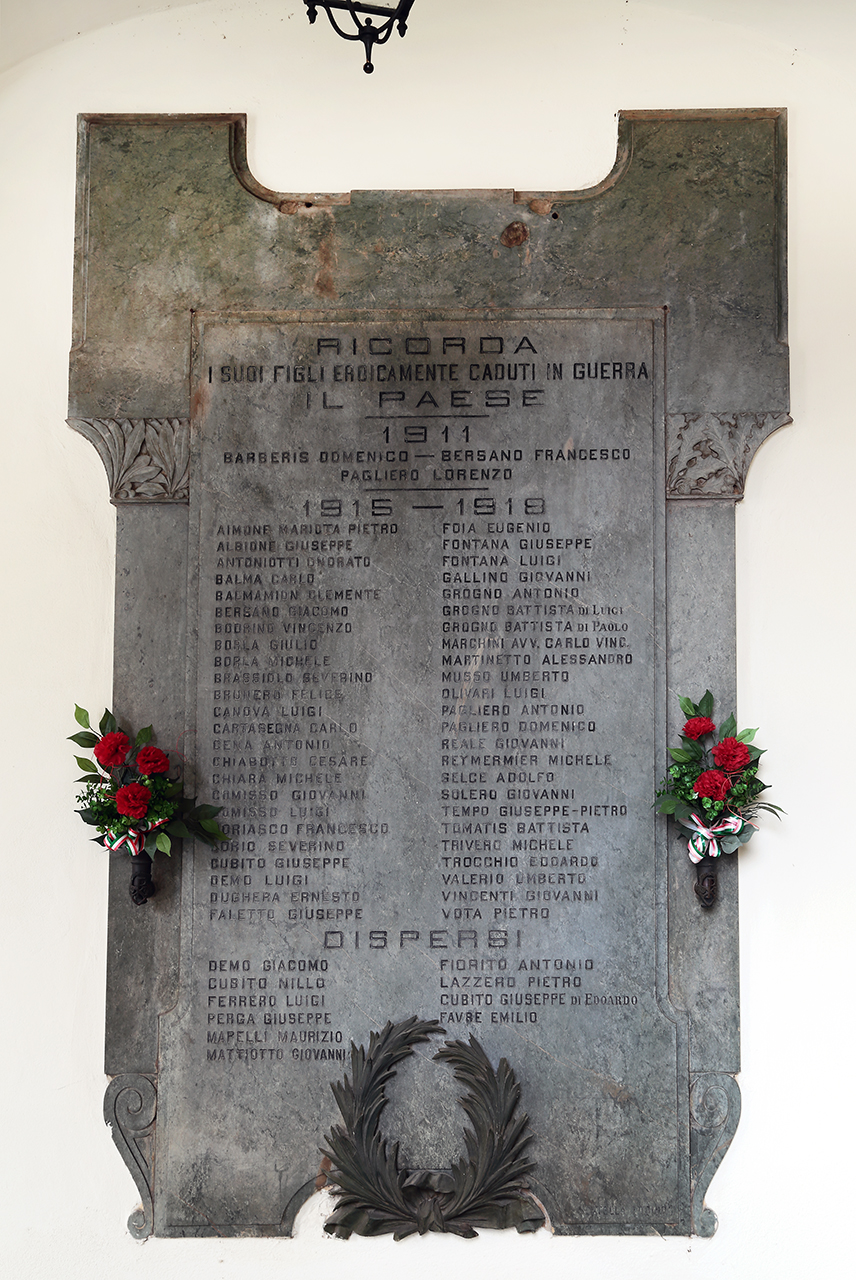 RICORDA
I SUOI FIGLI EROICAMENTE CADUTI IN GUERRA
IL PAESE
1911
BARBERIS DOMENICO — BERSANO FRANCESCO
PAGLIERO LORENZO
1915 — 1918
AIMONE MARIOTA PIETRO
ALBIONE GIUSEPPE
ANTONIOTTI ONORATO
BALMA CARLO
BALMAMION CLEMENTE
BERSANO GIACOMO
BODRINO VINCENZO
BOGLA GIULIO
BORLA MICHELE
BRASSIOLO SEVERINO
BRUNERO FELICE
CANOVA LUIGI
CARTASEGNA CARLO
CENA ANTONIO
CHIABOTTO CESARE
CHIARA MICHELE
COMISSO GIOVANNI
COMISSO LUIGI
CORIASCO FRANCESCO
CORIO SEVERINO
CUBITO GIUSEPPE
DEMO LUIGI
DUGHERA ERNESTO
FALETTO GIUSEPPE
FOIA EUGENIO
FONTANA GIUSEPPE
FONTANA LUIGI
GALLINO GIOVANNI
GROGNO ANTONIO
GROGNO BATTISTA DI LUIGI
GROGNO BATTISTA DI PAOLO
MARCHINI AVV. CARLO VINC.
MARTINETTO ALESSANDRO
MUSSO UMBERTO
OLIVARI LUIGI
PAGLIERO ANTONIO
PAGLIERO DOMENICO
REALE GIOVANNI
REYMERMIER MICHELE
SELCE ADOLFO
SOLERO GIOVANNI
TEMPO GIUSEPPE-PIETRO
TOMATIS BATTISTA
TRIVERO MICHELE
TROCCHIO EDOARDO
VALERIO UMBERTO
VINCENTI GIOVANNI
VOTA PIETRO
DISPERSI
DEMO GIACOMO
CUBITO NILLO
FERRERO LUIGI
PERGA GIUSEPPE
MAPELLI MAURIZIO
MATTIOTTO GIOVANNI
FIORITO ANTONIO
LAZZERO PIETRO
CUBITO GIUSEPPE DI EDOARDO
FAVRE EMILIO